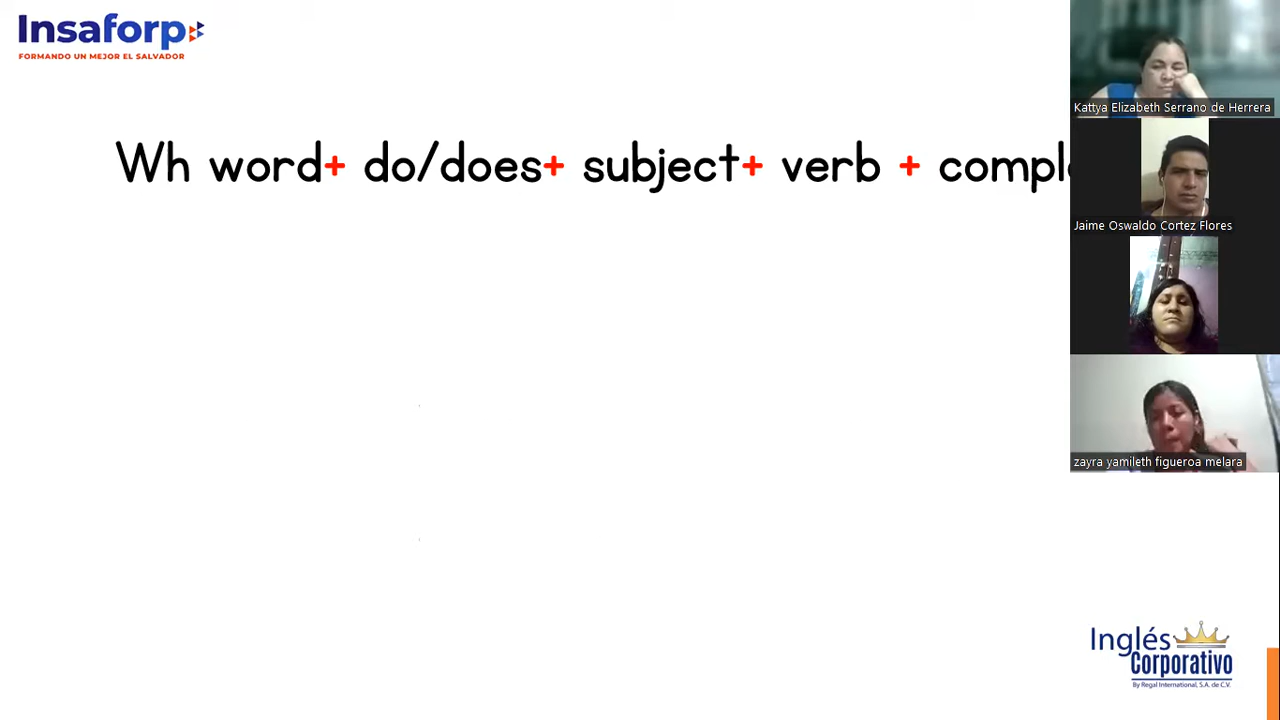 Insaforp
FORMANDO UN MEJOR EL SALVADOR
Wh word+ do/does+ subject+ verb + comple
Kattya Elizabeth Serrano de Herrera
Jaime Oswaldo Cortez Flores
zayra yamileth figueroa melara
Inglés
Corporativo
By Regal International, S.A. de C.V.